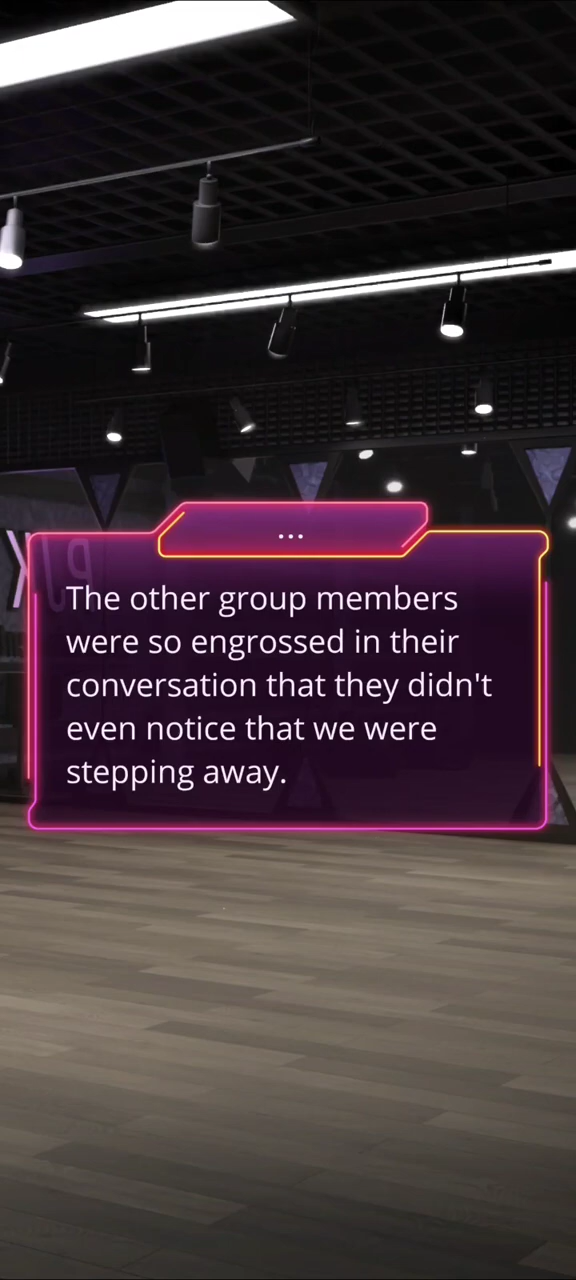 ...
The other group members
were so engrossed in their
conversation that they didn't
even notice that we were
stepping away.